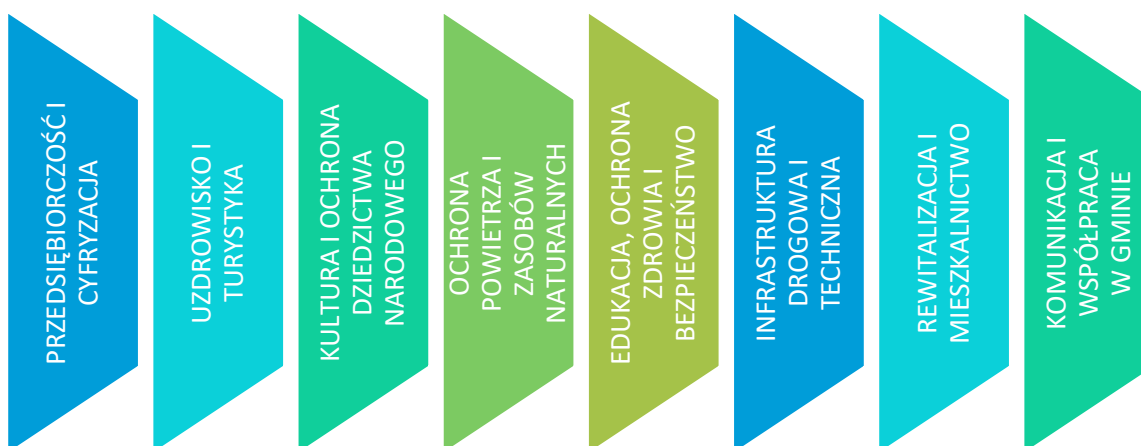 PRZEDSIĘBIORCZOŚĆ I
CYFRYZACJA
UZDROWISKO I
TURYSTYKA
KULTURA I OCHRONA
DZIEDZICTWA
NARODOWEGO
OCHRONA
POWIETRZA I
ZASOBÓW
NATURALNYCH
EDUKACJA, OCHRONA
ZDROWIA I
BEZPIECZEŃSTWO
INFRASTRUKTURA
DROGOWA I
TECHNICZNA
REWITALIZACJA I
MIESZKALNICTWO
KOMUNIKACJA I
WSPÓŁPRACA
W GMINIE